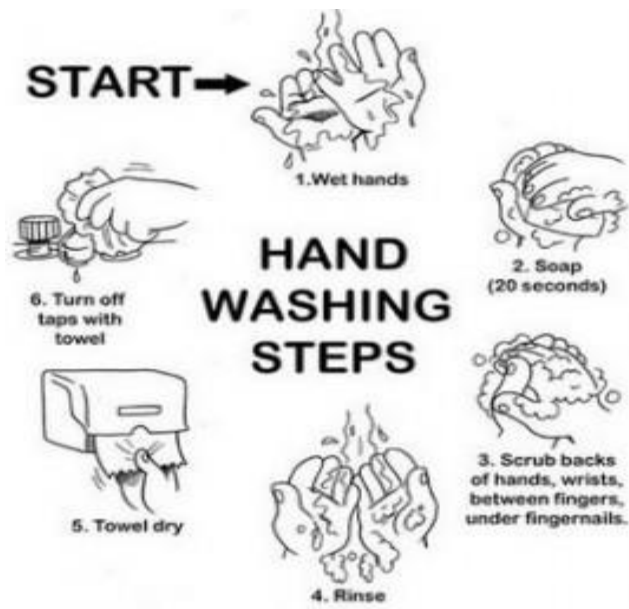 START
1.Wet hands
2. Soap
(20 seconds)
3. Scrub backs
of hands, wrists,
between fingers,
under fingernails.
4. Rinse
5. Towel dry
6. Turn off
taps with
towel
HAND
WASHING
STEPS